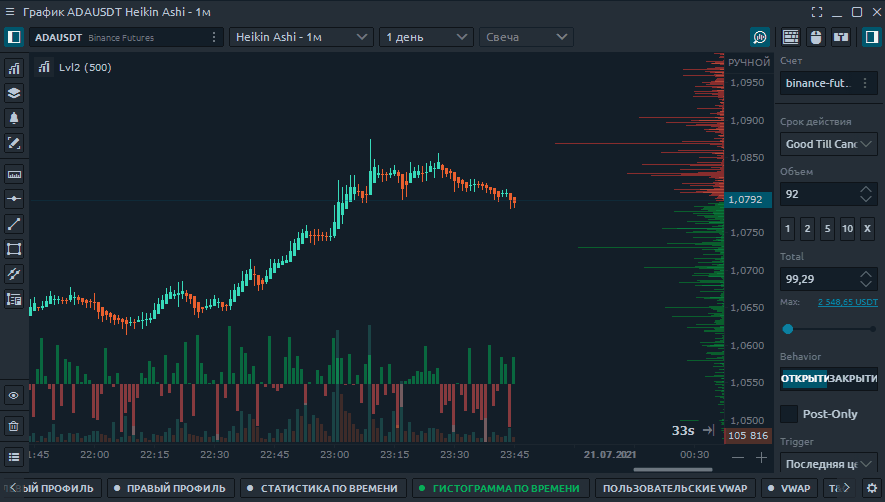 График ADAUSDT Heikin Ashi - 1м
ADAUSDT Binance Futures
Heikin Ashi - 1м
1 день
Свеча
Lvl2 (500)
РУЧНОЙ
1,0950
1,0900
1,0850
1,0792
1,0750
1,0700
1,0650
1,0600
1,0550
1,0500
105 816
33s
1:45
22:00
22:15
22:30
22:45
23:00
23:15
23:30
23:45
21.07.2021
00:30
Счет
binance-fut..
Срок действия
Good Till Canc
Объем
92
1 2 5 10 X
Total
99,29
Max: 2 548,65 USDT
Behavior
ОТКРЫТИ ЗАКРЫТИ
Post-Only
Trigger
Последняя це
ЫЙ ПРОФИЛЬ
ПРАВЫЙ ПРОФИЛЬ
СТАТИСТИКА ПО ВРЕМЕНИ
ГИСТОГРАММА ПО ВРЕМЕНИ
ПОЛЬЗОВАТЕЛЬСКИЕ VWAP
VWAP